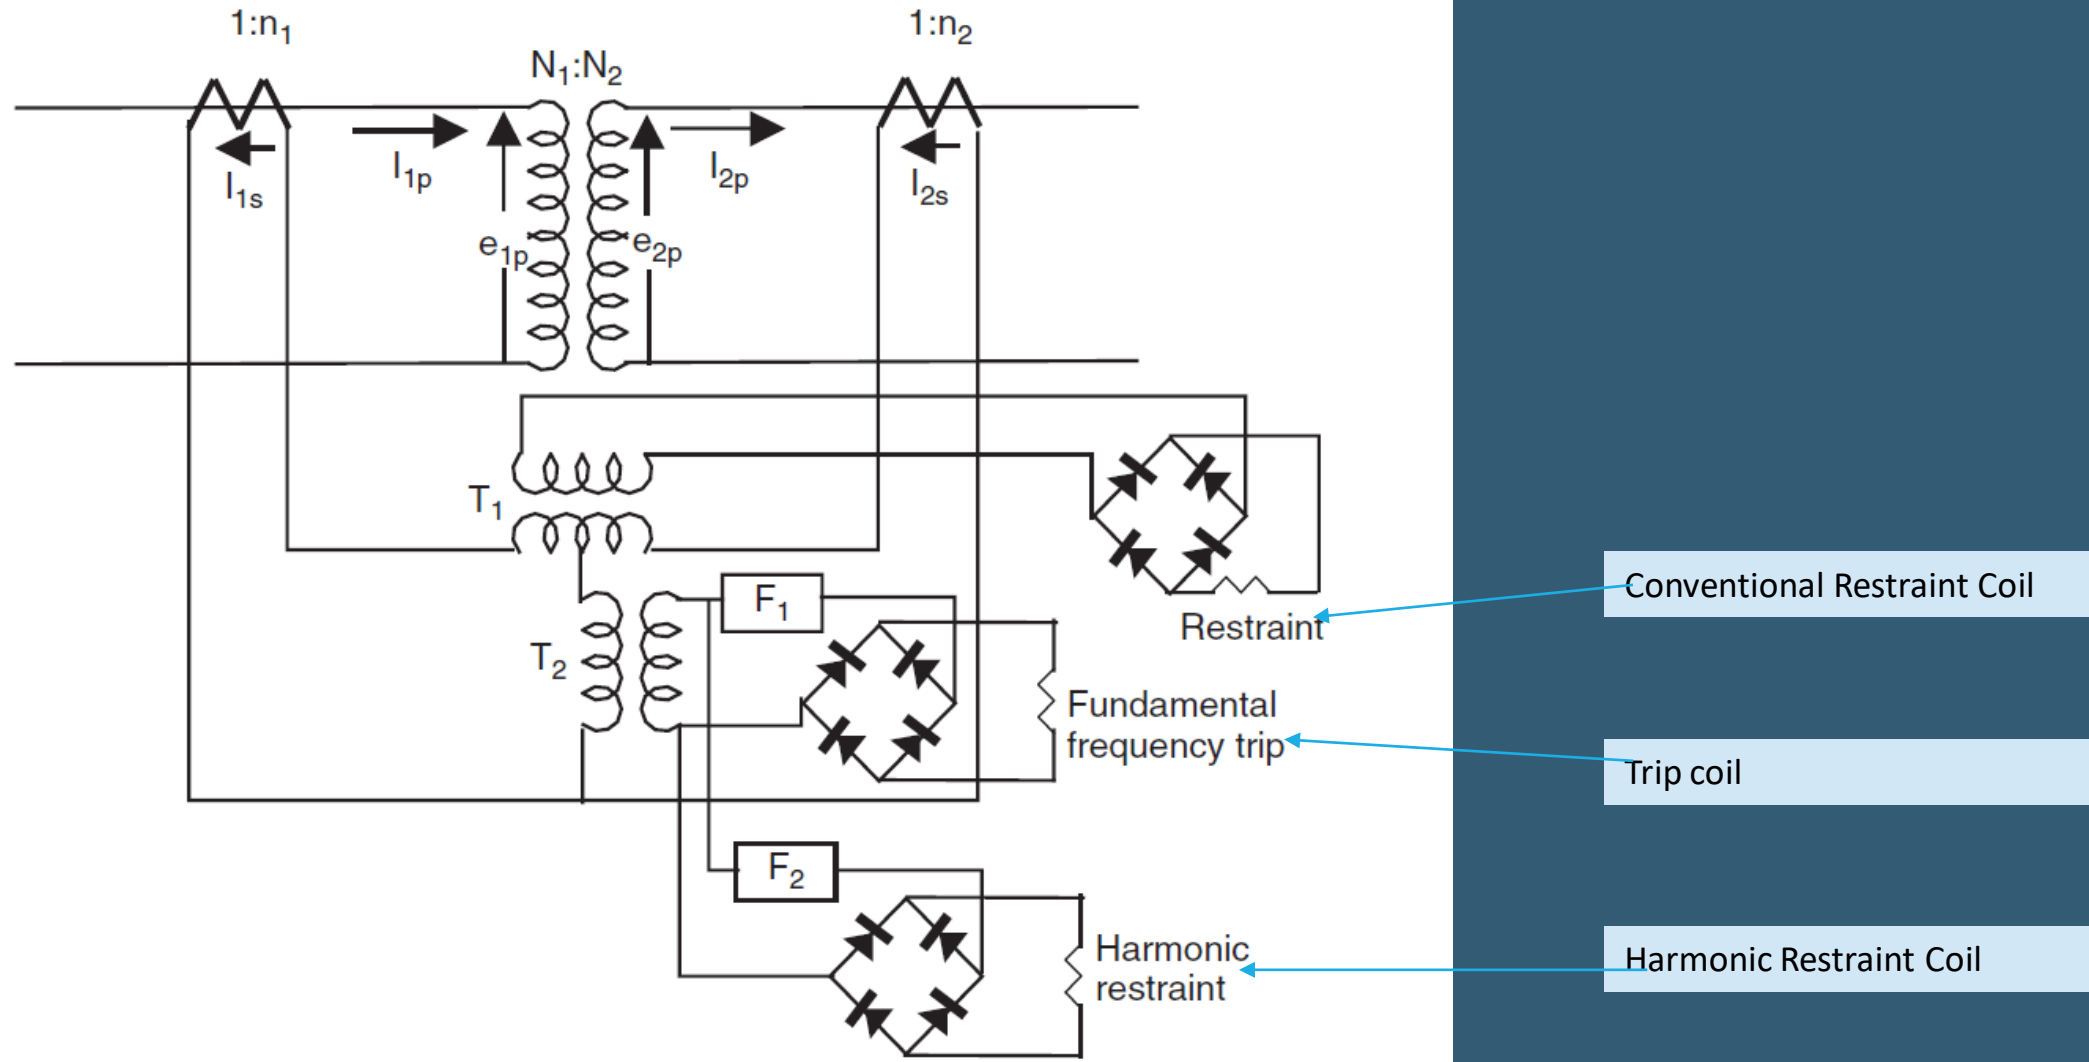 1:n₁
1:n₂
N₁:N₂
I₁ₚ
I₂ₚ
I₁ₛ
I₂ₛ
e₁ₚ
e₂ₚ
T₁
F₁
Conventional Restraint Coil
Restraint
T₂
Fundamental
frequency trip
Trip coil
F₂
Harmonic
restraint
Harmonic Restraint Coil